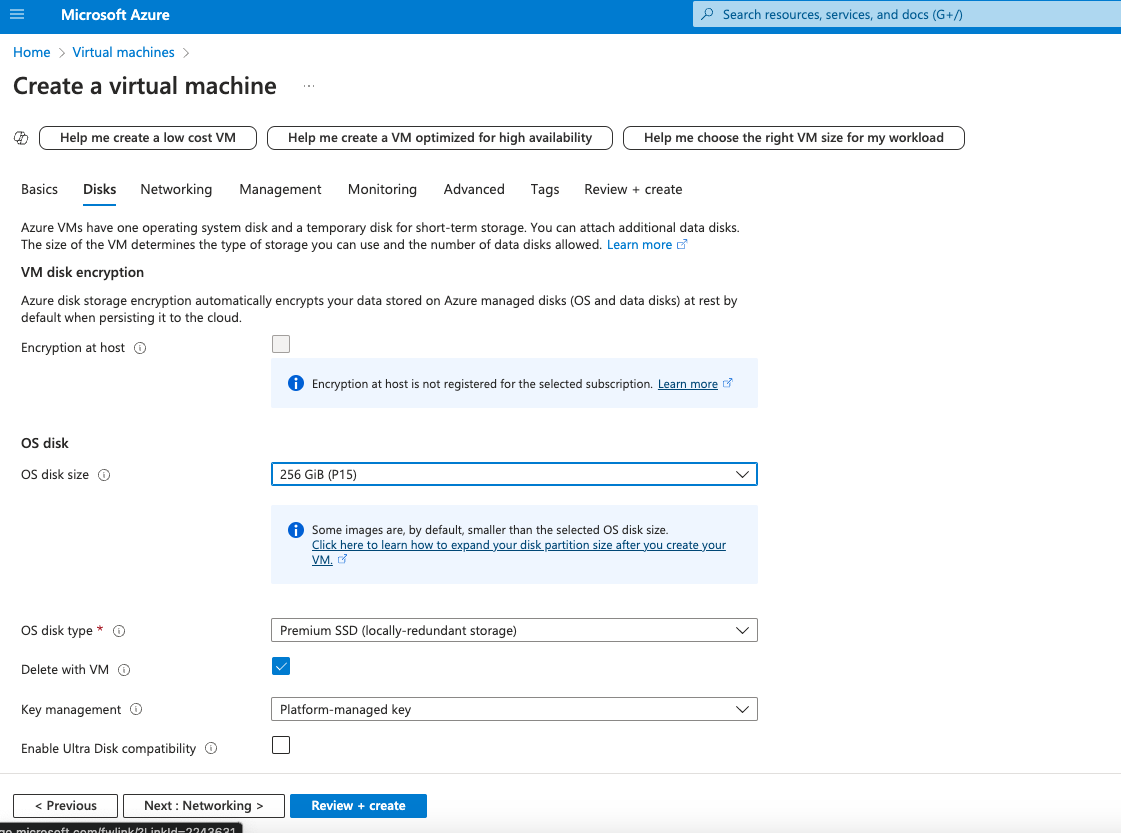 Microsoft Azure
Search resources, services, and docs (G+/)
Home > Virtual machines >
Create a virtual machine ...
Help me create a low cost VM
Help me create a VM optimized for high availability
Help me choose the right VM size for my workload
Basics Disks Networking Management Monitoring Advanced Tags Review + create
Azure VMs have one operating system disk and a temporary disk for short-term storage. You can attach additional data disks.
The size of the VM determines the type of storage you can use and the number of data disks allowed. Learn more
VM disk encryption
Azure disk storage encryption automatically encrypts your data stored on Azure managed disks (OS and data disks) at rest by
default when persisting it to the cloud.
Encryption at host
Encryption at host is not registered for the selected subscription. Learn more
OS disk
OS disk size
256 GiB (P15)
Some images are, by default, smaller than the selected OS disk size.
Click here to learn how to expand your disk partition size after you create your
VM.
OS disk type *
Premium SSD (locally-redundant storage)
Delete with VM
Key management
Platform-managed key
Enable Ultra Disk compatibility
< Previous
Next : Networking >
Review + create
go.microsoft.com/fwlink/?LinkId=2243631